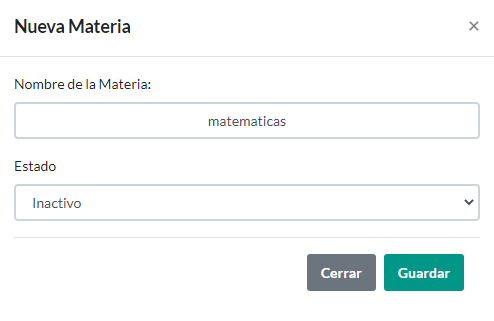 Nueva Materia
×
Nombre de la Materia:
matematicas
Estado
Inactivo
Cerrar Guardar